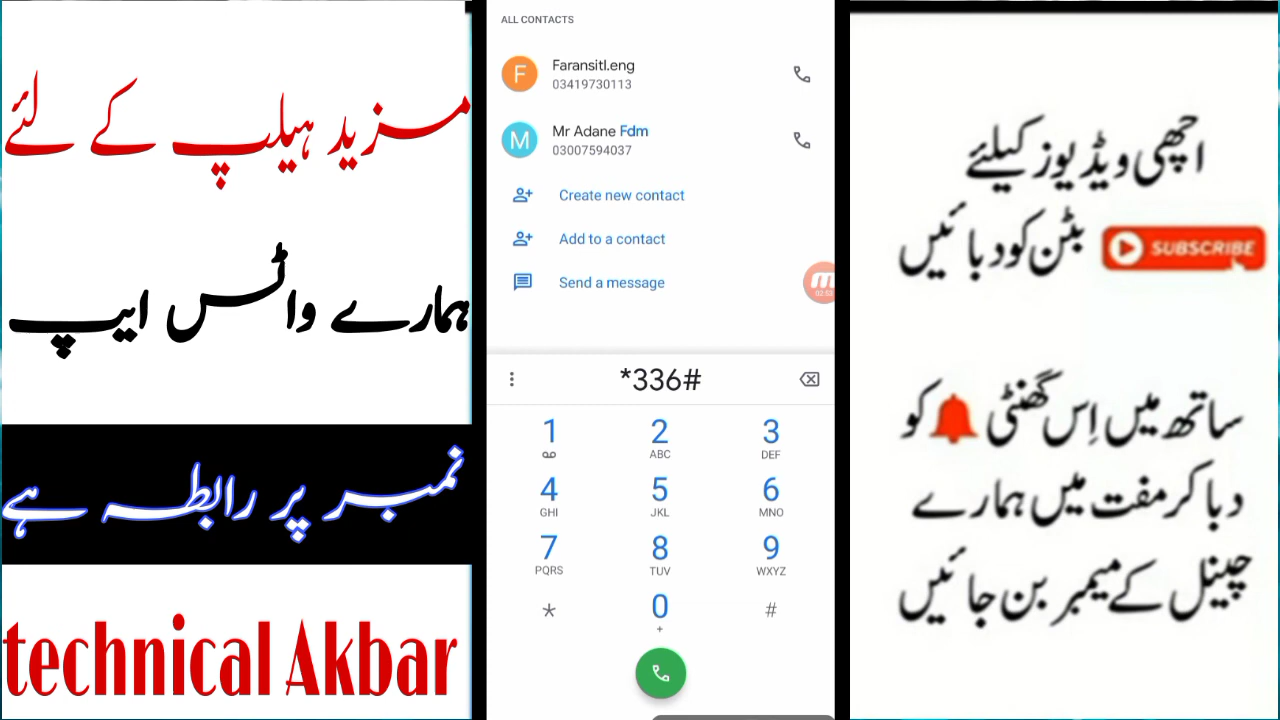 مزید ہیلپ کے لئے
ہمارے واٹس ایپ
نمبر پر رابطہ ہے
technical Akbar
ALL CONTACTS
F
Faransitl.eng
03419730113
M
Mr Adane Fdm
03007594037
Create new contact
Add to a contact
Send a message
02:53
*336#
1 2 3
ABC DEF
4 5 6
GHI JKL MNO
7 8 9
PQRS TUV WXYZ
* 0 #
+
اچھی ویڈیوز کیلئے
SUBSCRIBE بٹن کو دبائیں
ساتھ میں اِس گھنٹی کو
دبا کر مفت میں ہمارے
چینل کے میمبر بن جائیں